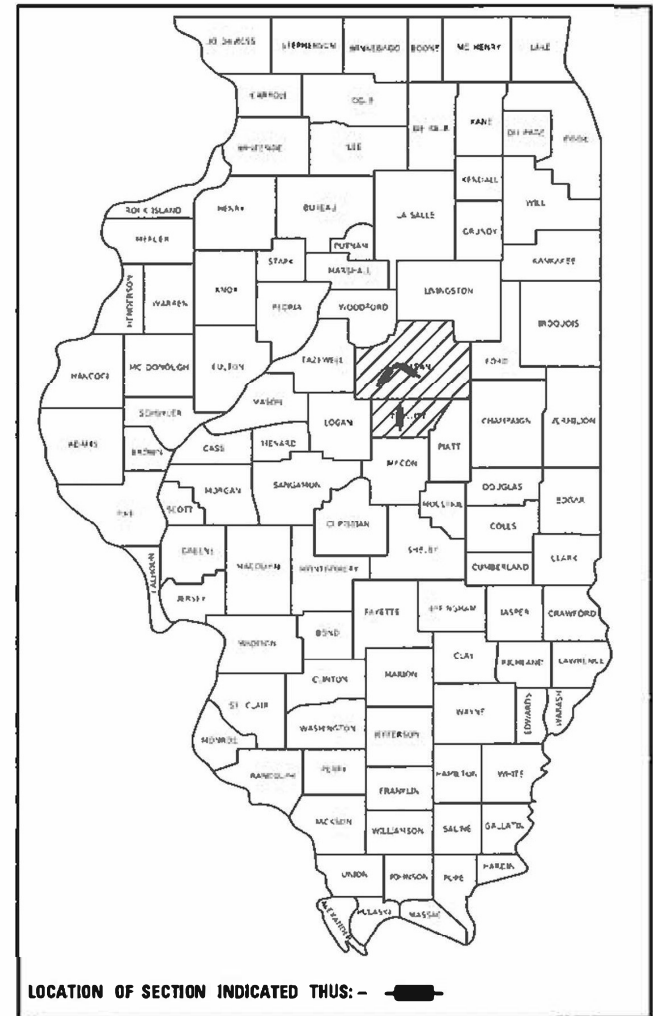 JO DAVIESS STEPHENSON WINNEBAGO BOONE MC HENRY LAKE
CARROLL OGLE DE KALB KANE DU PAGE COOK
WHITESIDE LEE KENDALL WILL
ROCK ISLAND HENRY BUREAU LA SALLE GRUNDY
MERCER PUTNAM KANKAKEE
STARK MARSHALL
HENDERSON WARREN KNOX PEORIA WOODFORD LIVINGSTON IROQUOIS
HANCOCK MC DONOUGH FULTON TAZEWELL FORD
SCHUYLER MASON LOGAN CHAMPAIGN VERMILION
ADAMS BROWN CASS MENARD PIATT
MACON
PIKE SCOTT MORGAN SANGAMON MOULTRIE DOUGLAS EDGAR
CHRISTIAN COLES
GREENE SHELBY
CALHOUN MACOUPIN MONTGOMERY CUMBERLAND CLARK
JERSEY FAYETTE EFFINGHAM JASPER CRAWFORD
MADISON BOND
CLAY RICHLAND LAWRENCE
CLINTON MARION
ST CLAIR WAYNE EDWARDS WABASH
MONROE WASHINGTON JEFFERSON
RANDOLPH PERRY HAMILTON WHITE
FRANKLIN
JACKSON WILLIAMSON SALINE GALLATIN
UNION JOHNSON POPE HARDIN
ALEXANDER PULASKI MASSAC
LOCATION OF SECTION INDICATED THUS: -